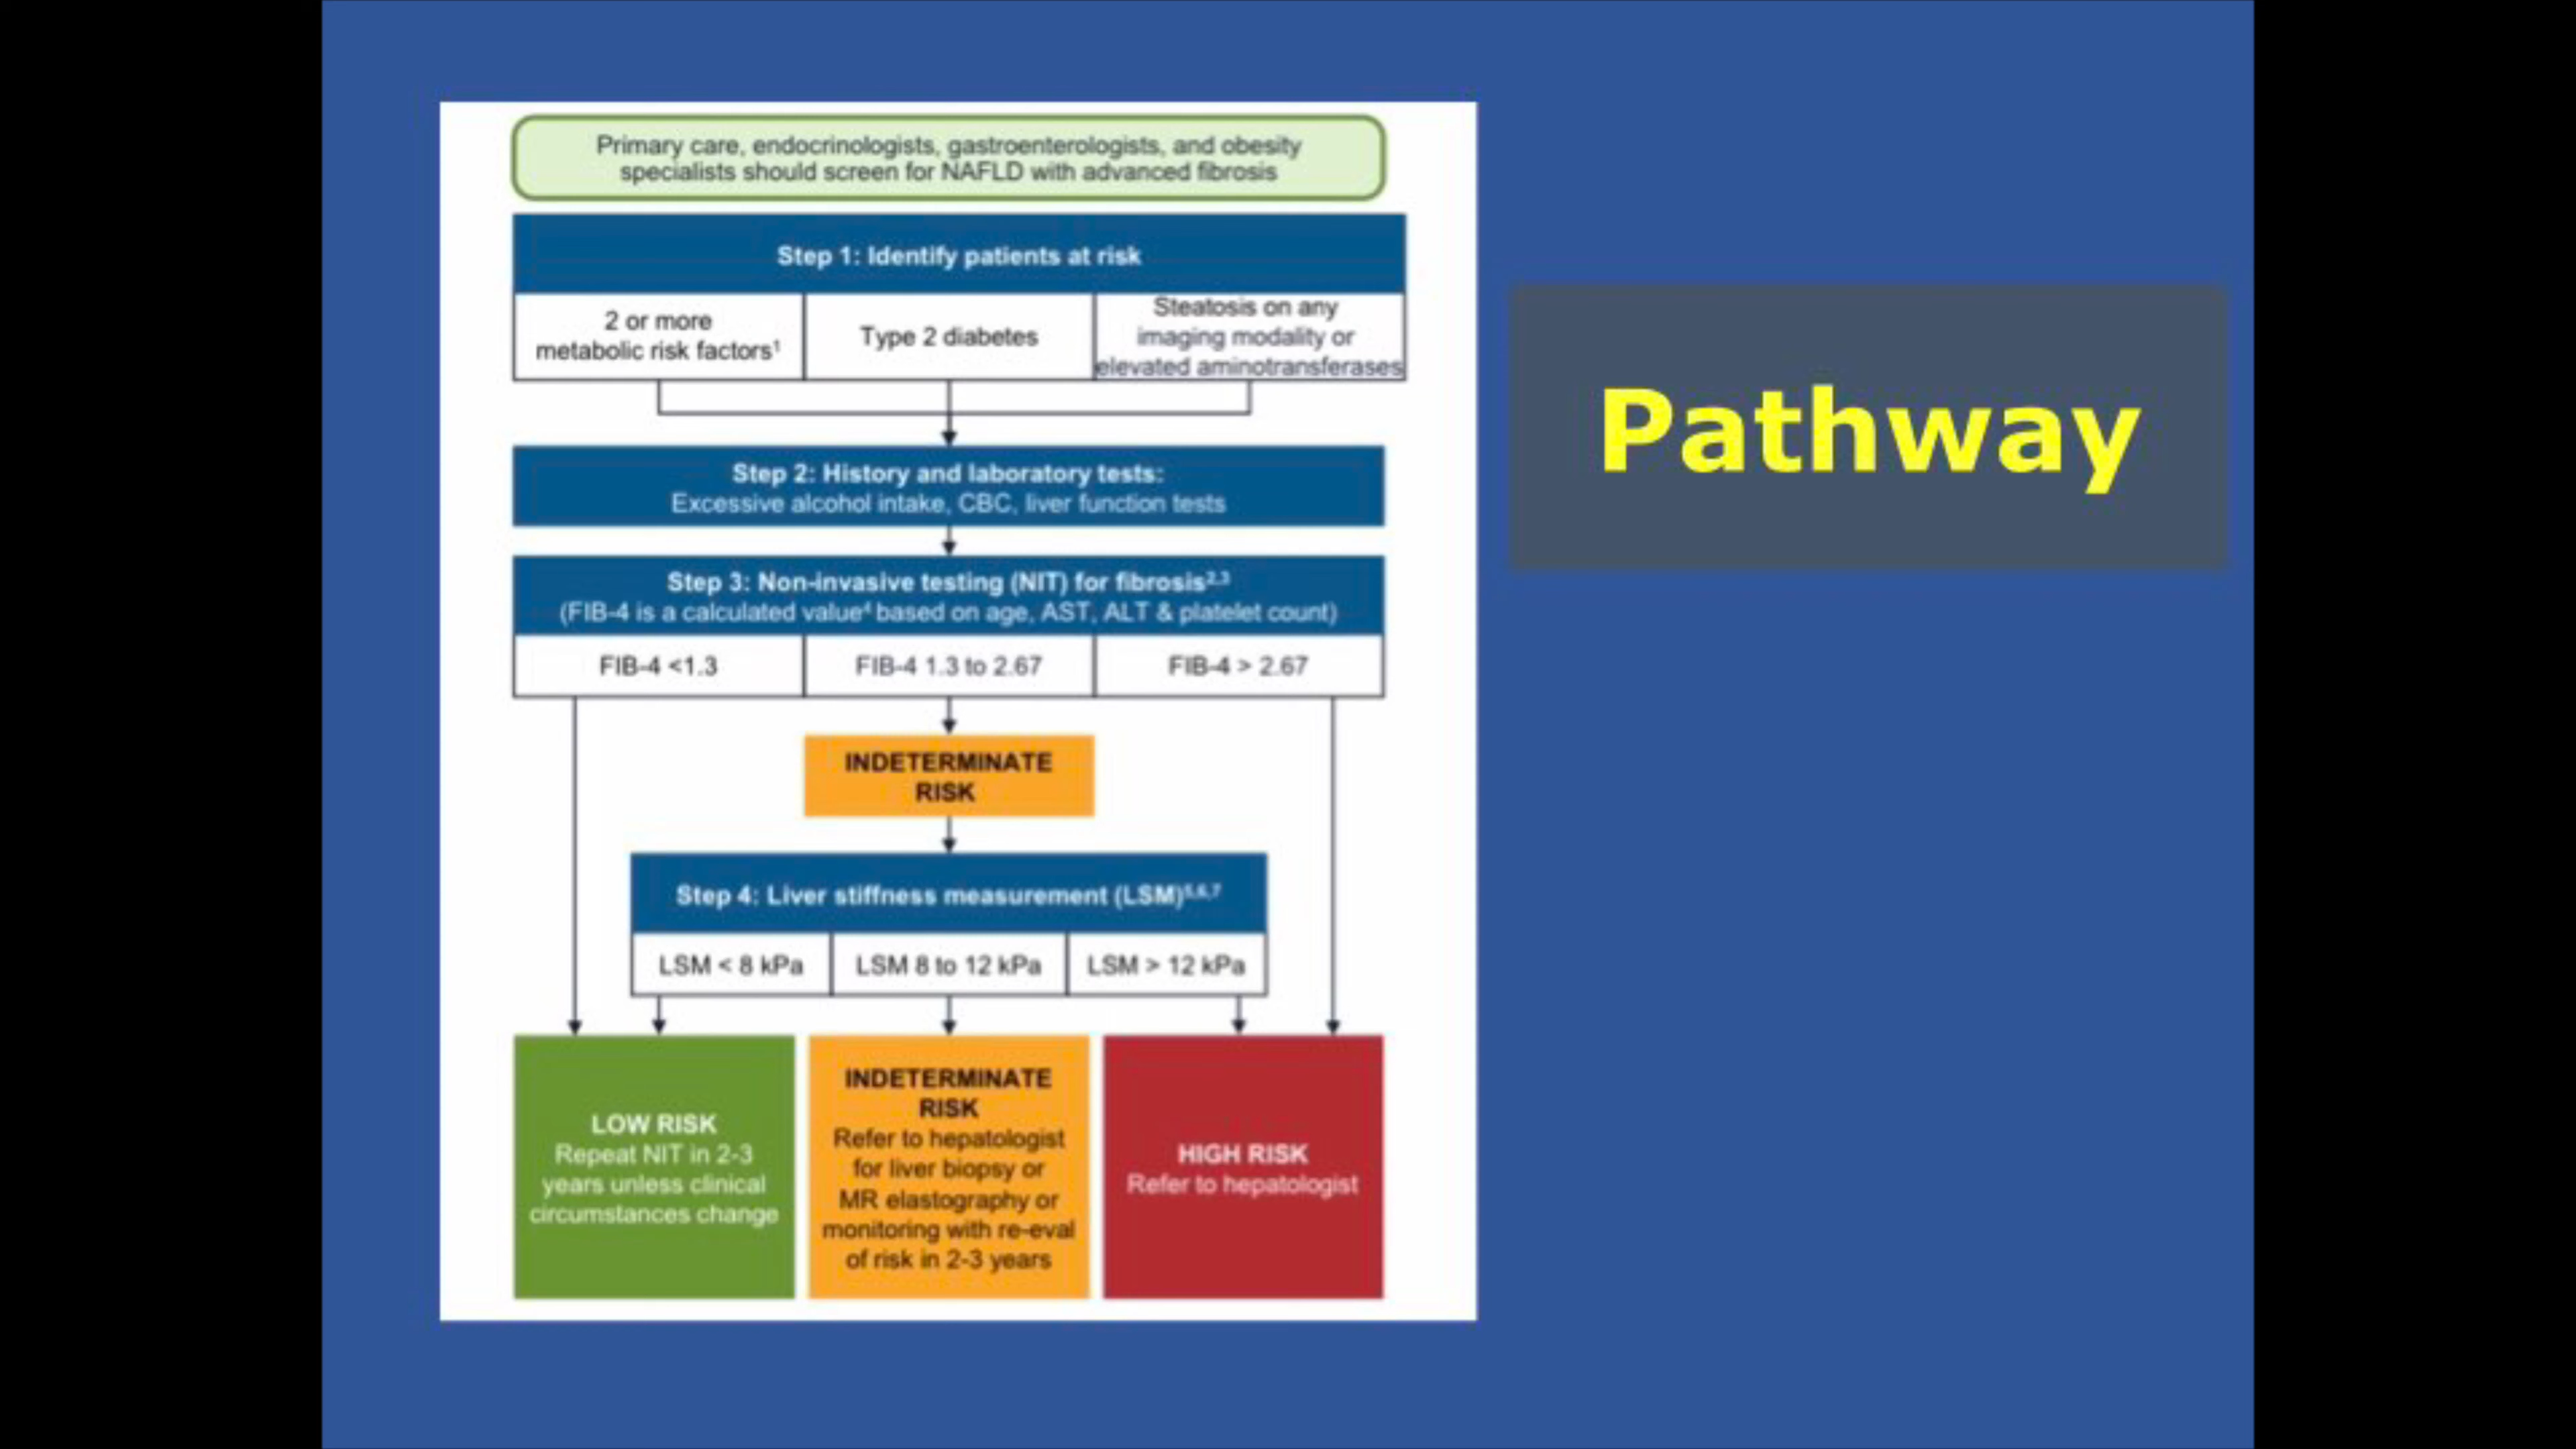 Primary care, endocrinologists, gastroenterologists, and obesity
specialists should screen for NAFLD with advanced fibrosis
Step 1: Identify patients at risk
2 or more
metabolic risk factors¹
Type 2 diabetes
Steatosis on any
imaging modality or
elevated aminotransferases
Step 2: History and laboratory tests:
Excessive alcohol intake, CBC, liver function tests
Step 3: Non-invasive testing (NIT) for fibrosis²,³
(FIB-4 is a calculated value⁴ based on age, AST, ALT & platelet count)
FIB-4 <1.3
FIB-4 1.3 to 2.67
FIB-4 > 2.67
INDETERMINATE
RISK
Step 4: Liver stiffness measurement (LSM)⁵,⁶,⁷
LSM < 8 kPa
LSM 8 to 12 kPa
LSM > 12 kPa
LOW RISK
Repeat NIT in 2-3
years unless clinical
circumstances change
INDETERMINATE
RISK
Refer to hepatologist
for liver biopsy or
MR elastography or
monitoring with re-eval
of risk in 2-3 years
HIGH RISK
Refer to hepatologist
Pathway